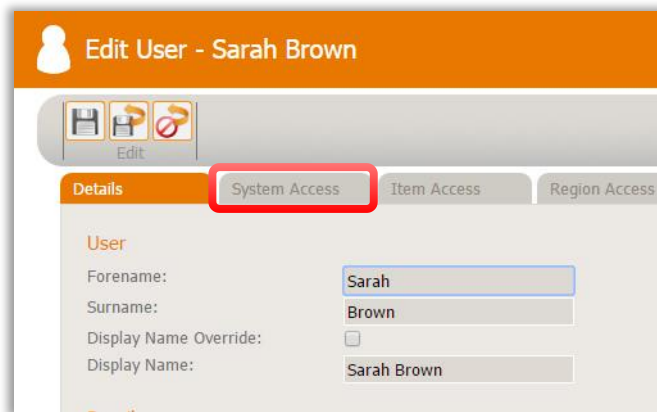 Edit User - Sarah Brown
Edit
Details System Access Item Access Region Access
User
Forename: Sarah
Surname: Brown
Display Name Override:
Display Name: Sarah Brown